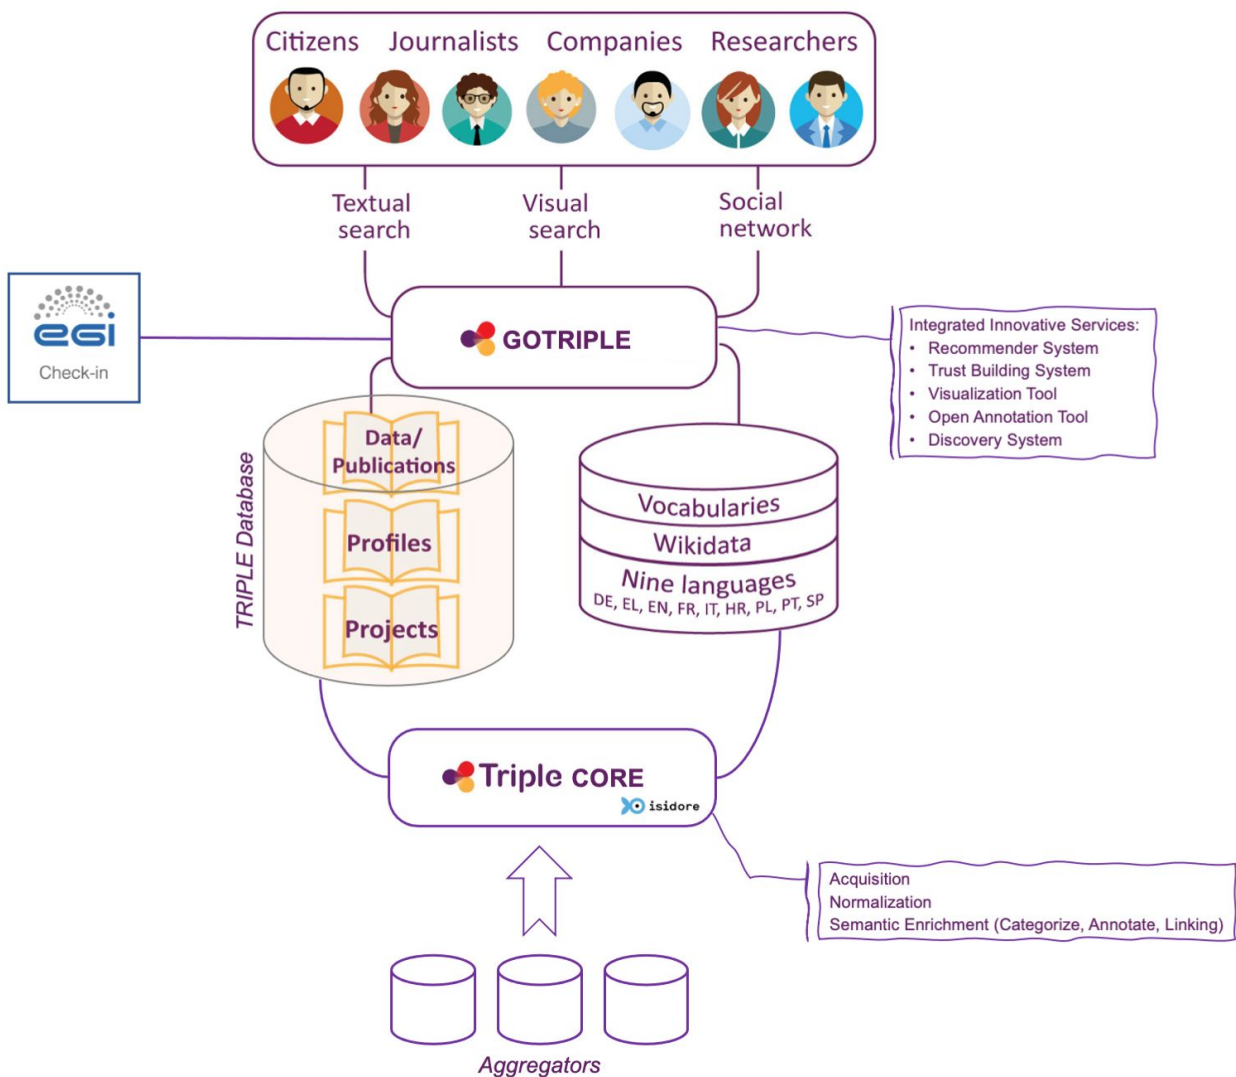 Citizens Journalists Companies Researchers
Textual
search
Visual
search
Social
network
egi
Check-in
GOTRIPLE
Integrated Innovative Services:
• Recommender System
• Trust Building System
• Visualization Tool
• Open Annotation Tool
• Discovery System
TRIPLE Database
Data/
Publications
Profiles
Projects
Vocabularies
Wikidata
Nine languages
DE, EL, EN, FR, IT, HR, PL, PT, SP
Triple CORE
isidore
Acquisition
Normalization
Semantic Enrichment (Categorize, Annotate, Linking)
Aggregators